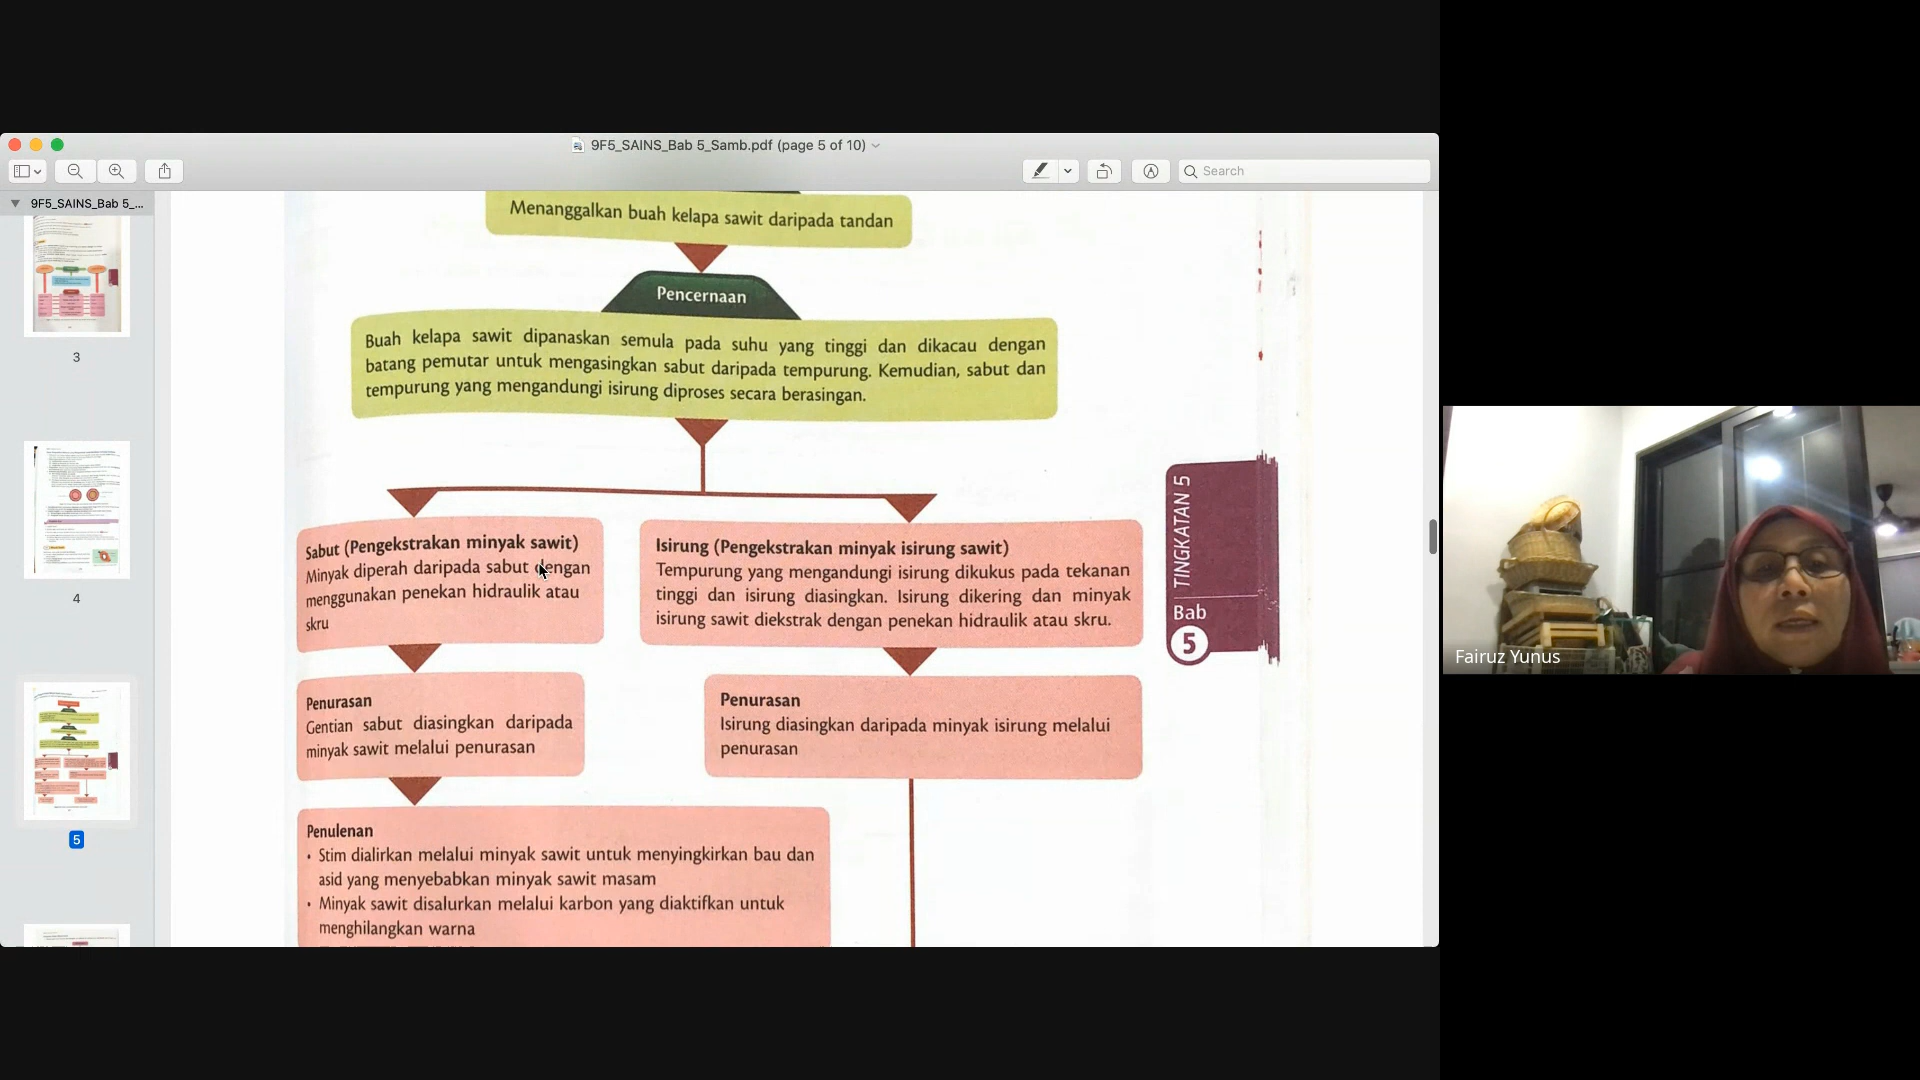 9F5_SAINS_Bab 5_Samb.pdf (page 5 of 10)
Search
9F5_SAINS_Bab 5_...
3
4
5
Menanggalkan buah kelapa sawit daripada tandan
Pencernaan
Buah kelapa sawit dipanaskan semula pada suhu yang tinggi dan dikacau dengan
batang pemutar untuk mengasingkan sabut daripada tempurung. Kemudian, sabut dan
tempurung yang mengandungi isirung diproses secara berasingan.
Sabut (Pengekstrakan minyak sawit)
Minyak diperah daripada sabut dengan
menggunakan penekan hidraulik atau
skru
Isirung (Pengekstrakan minyak isirung sawit)
Tempurung yang mengandungi isirung dikukus pada tekanan
tinggi dan isirung diasingkan. Isirung dikering dan minyak
isirung sawit diekstrak dengan penekan hidraulik atau skru.
Penurasan
Gentian sabut diasingkan daripada
minyak sawit melalui penurasan
Penurasan
Isirung diasingkan daripada minyak isirung melalui
penurasan
Penulenan
• Stim dialirkan melalui minyak sawit untuk menyingkirkan bau dan
asid yang menyebabkan minyak sawit masam
• Minyak sawit disalurkan melalui karbon yang diaktifkan untuk
menghilangkan warna
TINGKATAN 5
Bab
5
Fairuz Yunus